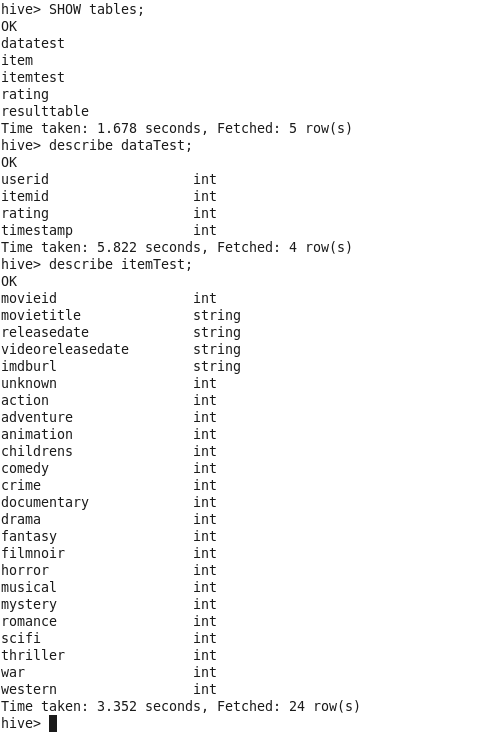 hive> SHOW tables;
OK
datatest
item
itemtest
rating
resulttable
Time taken: 1.678 seconds, Fetched: 5 row(s)
hive> describe dataTest;
OK
userid int
itemid int
rating int
timestamp int
Time taken: 5.822 seconds, Fetched: 4 row(s)
hive> describe itemTest;
OK
movieid int
movietitle string
releasedate string
videoreleasedate string
imdburl string
unknown int
action int
adventure int
animation int
childrens int
comedy int
crime int
documentary int
drama int
fantasy int
filmnoir int
horror int
musical int
mystery int
romance int
scifi int
thriller int
war int
western int
Time taken: 3.352 seconds, Fetched: 24 row(s)
hive>